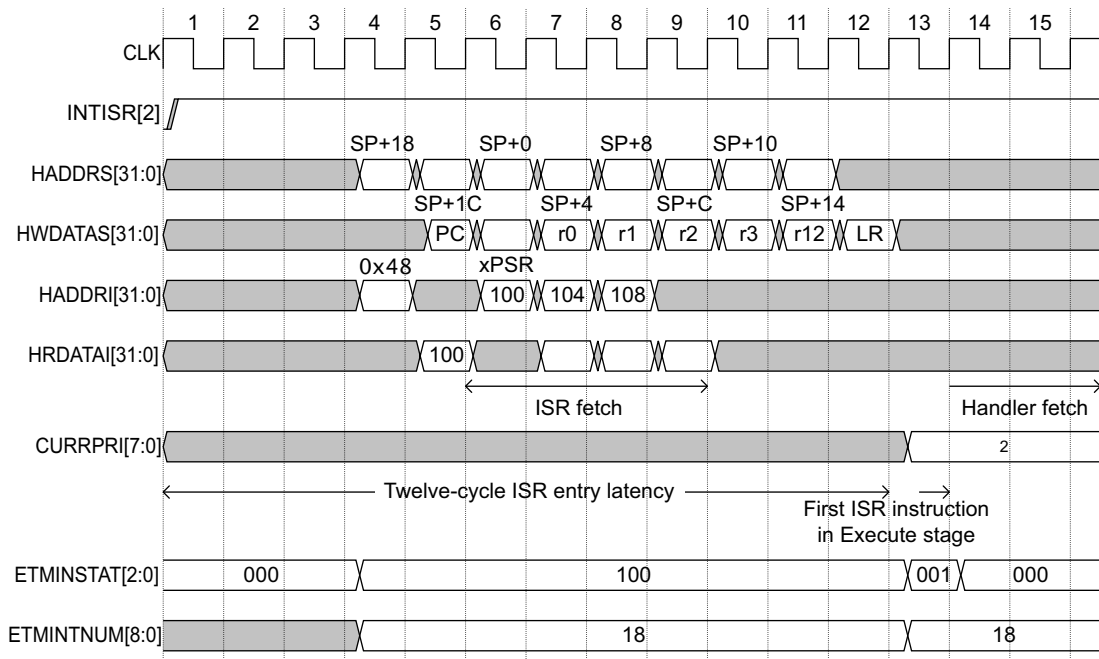 1 2 3 4 5 6 7 8 9 10 11 12 13 14 15
CLK
INTISR[2]
SP+18 SP+0 SP+8 SP+10
HADDRS[31:0]
SP+1C SP+4 SP+C SP+14
HWDATAS[31:0] PC r0 r1 r2 r3 r12 LR
0x48 xPSR
HADDRI[31:0] 100 104 108
HRDATAI[31:0] 100
ISR fetch Handler fetch
CURRPRI[7:0] 2
Twelve-cycle ISR entry latency
First ISR instruction
in Execute stage
ETMINSTAT[2:0] 000 100 001 000
ETMINTNUM[8:0] 18 18